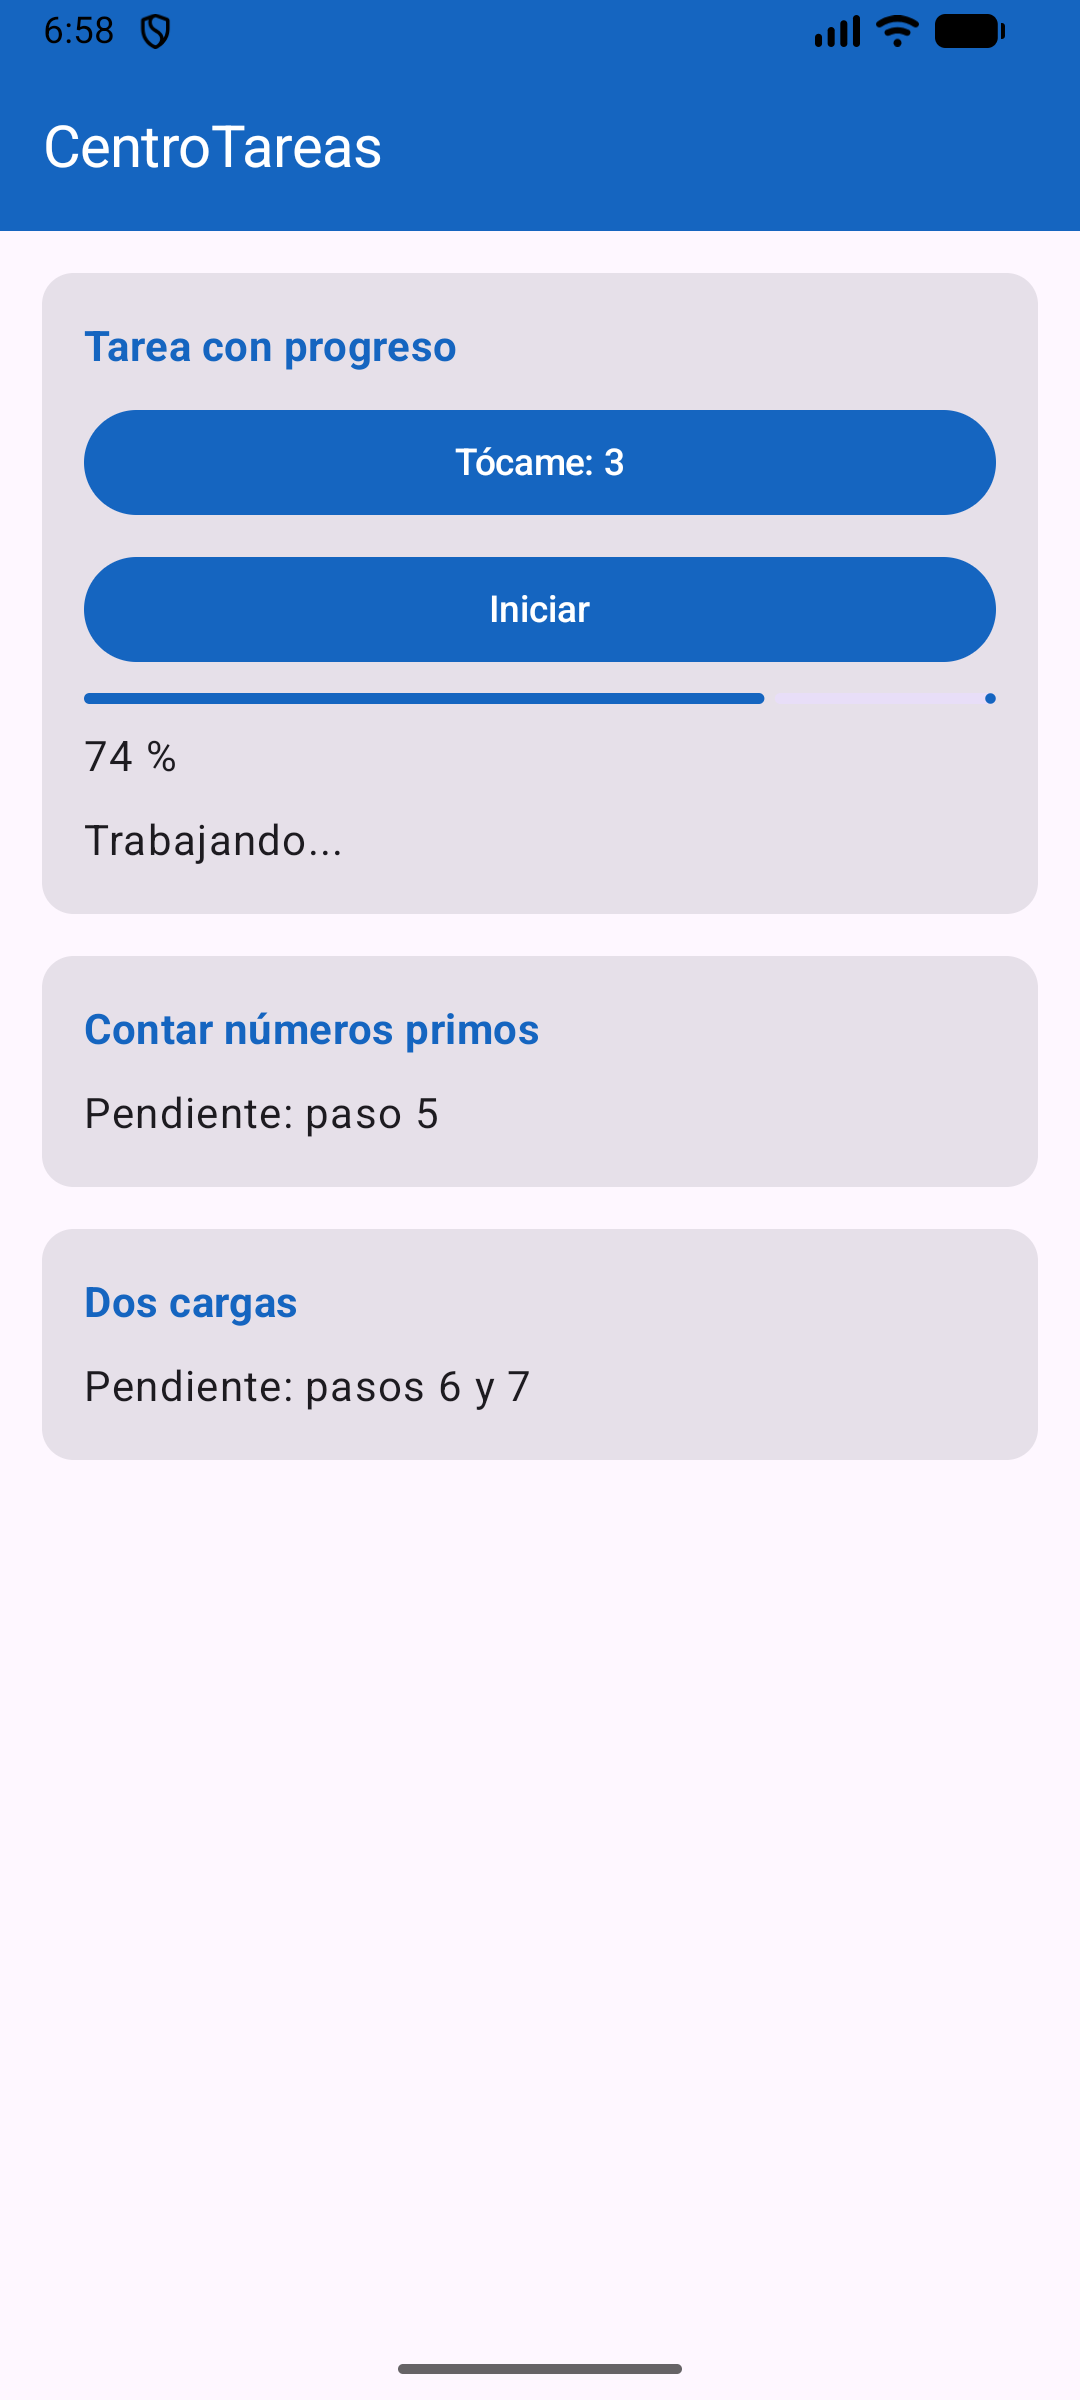 6:58
CentroTareas
Tarea con progreso
Tócame: 3
Iniciar
74 %
Trabajando...
Contar números primos
Pendiente: paso 5
Dos cargas
Pendiente: pasos 6 y 7